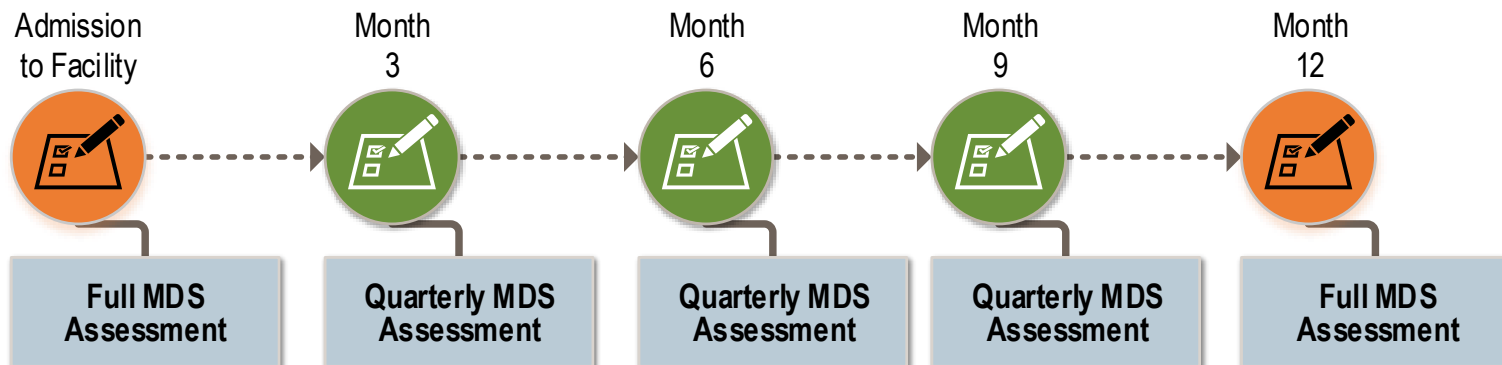 Admission
to Facility
Month
3
Month
6
Month
9
Month
12
Full MDS
Assessment
Quarterly MDS
Assessment
Quarterly MDS
Assessment
Quarterly MDS
Assessment
Full MDS
Assessment